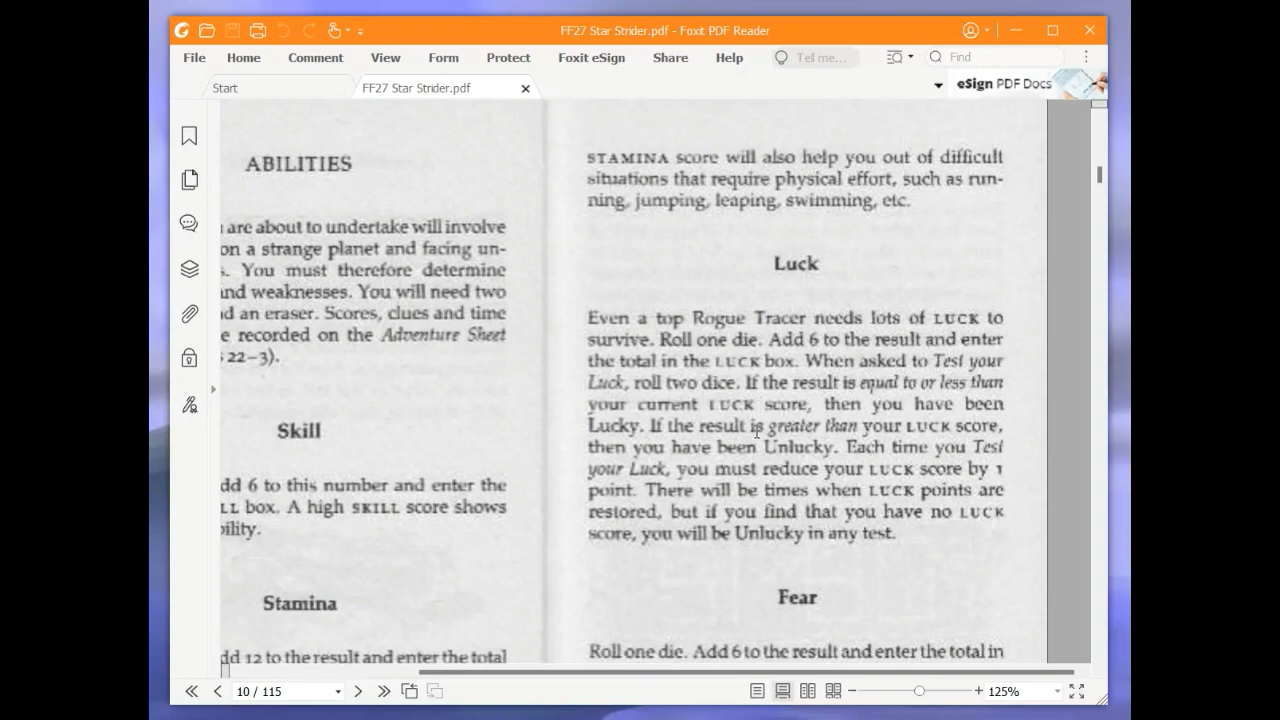 FF27 Star Strider.pdf - Foxit PDF Reader
File Home Comment View Form Protect Foxit eSign Share Help Tell me... Find
Start FF27 Star Strider.pdf eSign PDF Docs
ABILITIES
are about to undertake will involve
on a strange planet and facing un-
s. You must therefore determine
nd weaknesses. You will need two
d an eraser. Scores, clues and time
e recorded on the Adventure Sheet
22–3).
Skill
dd 6 to this number and enter the
LL box. A high SKILL score shows
bility.
Stamina
dd 12 to the result and enter the total
STAMINA score will also help you out of difficult
situations that require physical effort, such as run-
ning, jumping, leaping, swimming, etc.
Luck
Even a top Rogue Tracer needs lots of LUCK to
survive. Roll one die. Add 6 to the result and enter
the total in the LUCK box. When asked to Test your
Luck, roll two dice. If the result is equal to or less than
your current LUCK score, then you have been
Lucky. If the result is greater than your LUCK score,
then you have been Unlucky. Each time you Test
your Luck, you must reduce your LUCK score by 1
point. There will be times when LUCK points are
restored, but if you find that you have no LUCK
score, you will be Unlucky in any test.
Fear
Roll one die. Add 6 to the result and enter the total in
10 / 115 125%